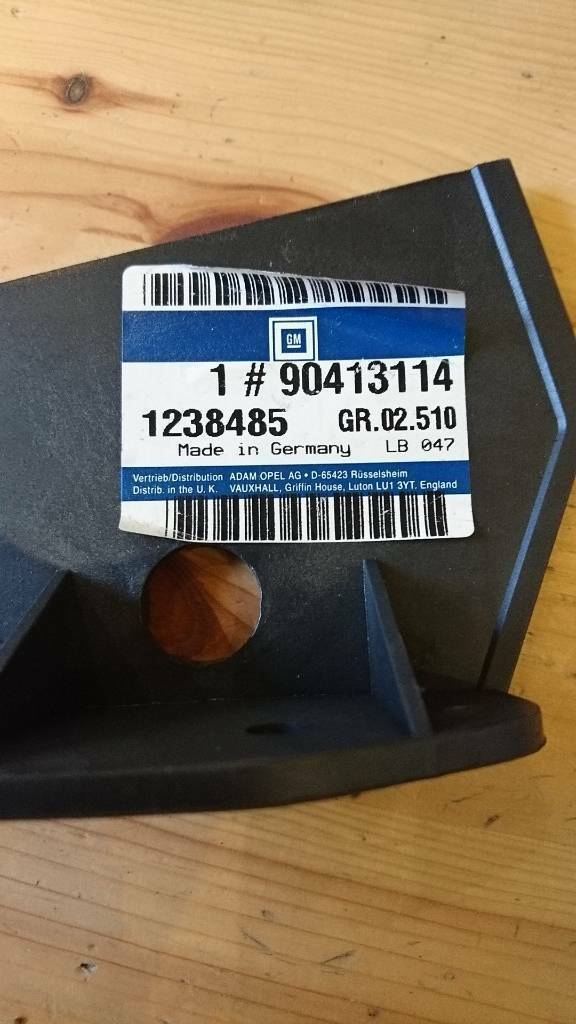 GM
1 # 90413114
1238485 GR.02.510
Made in Germany LB 047
Vertrieb/Distribution ADAM OPEL AG • D-65423 Rüsselsheim
Distrib. in the U. K. VAUXHALL, Griffin House, Luton LU1 3YT. England